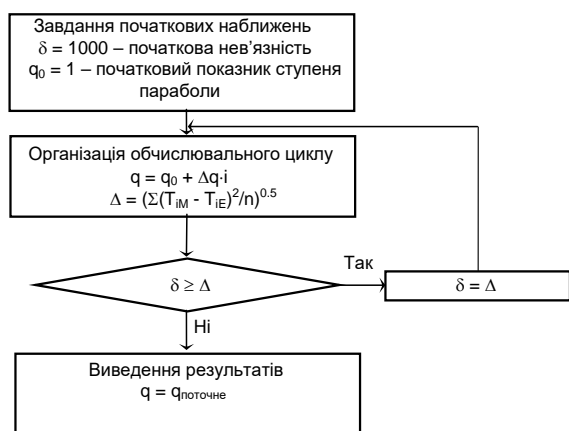 Завдання початкових наближень
δ = 1000 – початкова нев’язність
q₀ = 1 – початковий показник ступеня
параболи
Організація обчислювального циклу
q = q₀ + Δq·i
Δ = (Σ(TiM - TiE)²/n)⁰·⁵
δ ≥ Δ
Так
δ = Δ
Ні
Виведення результатів
q = qпоточне